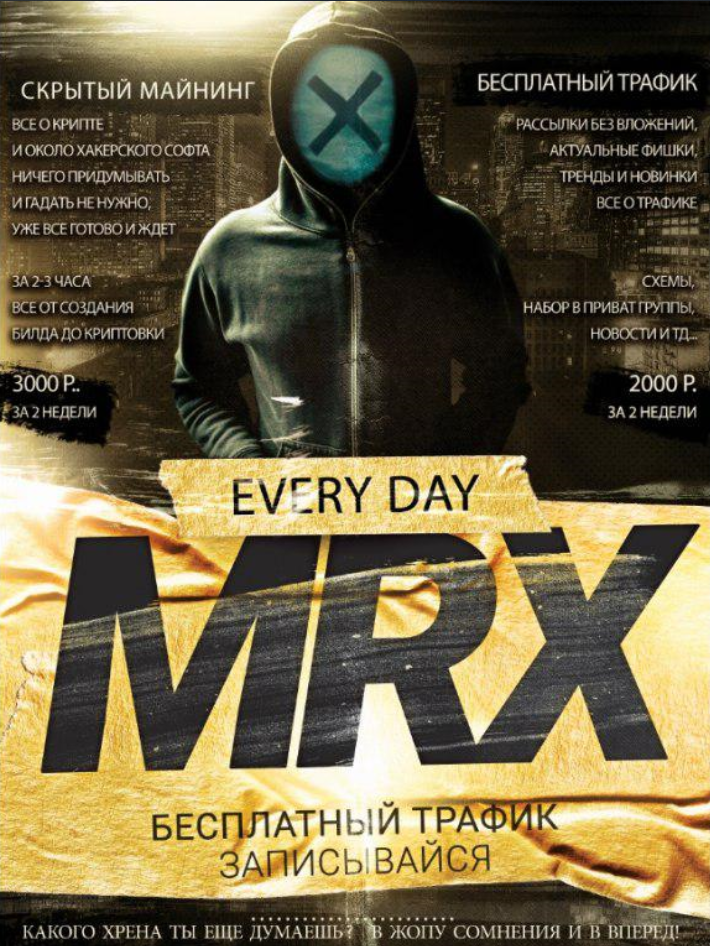 СКРЫТЫЙ МАЙНИНГ
ВСЕ О КРИПТЕ
И ОКОЛО ХАКЕРСКОГО СОФТА
НИЧЕГО ПРИДУМЫВАТЬ
И ГАДАТЬ НЕ НУЖНО,
УЖЕ ВСЕ ГОТОВО И ЖДЕТ
ЗА 2-3 ЧАСА
ВСЕ ОТ СОЗДАНИЯ
БИЛДА ДО КРИПТОВКИ
3000 Р..
ЗА 2 НЕДЕЛИ
БЕСПЛАТНЫЙ ТРАФИК
РАССЫЛКИ БЕЗ ВЛОЖЕНИЙ,
АКТУАЛЬНЫЕ ФИШКИ,
ТРЕНДЫ И НОВИНКИ
ВСЕ О ТРАФИКЕ
СХЕМЫ,
НАБОР В ПРИВАТ ГРУППЫ,
НОВОСТИ И ТД...
2000 Р.
ЗА 2 НЕДЕЛИ
EVERY DAY
MRX
БЕСПЛАТНЫЙ ТРАФИК
ЗАПИСЫВАЙСЯ
КАКОГО ХРЕНА ТЫ ЕЩЕ ДУМАЕШЬ? В ЖОПУ СОМНЕНИЯ И В ВПЕРЕД!